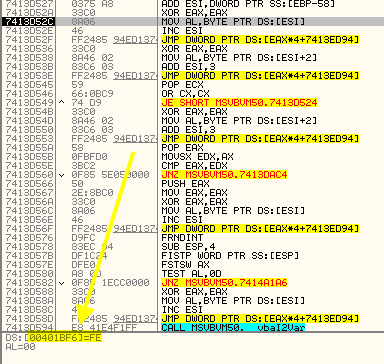 7413D527 0375 A8 ADD ESI,DWORD PTR SS:[EBP-58]
7413D52A 33C0 XOR EAX,EAX
7413D52C 8A06 MOV AL,BYTE PTR DS:[ESI]
7413D52E 46 INC ESI
7413D52F FF2485 94ED137 JMP DWORD PTR DS:[EAX*4+7413ED94]
7413D536 33C0 XOR EAX,EAX
7413D538 8A46 02 MOV AL,BYTE PTR DS:[ESI+2]
7413D53B 83C6 03 ADD ESI,3
7413D53E FF2485 94ED137 JMP DWORD PTR DS:[EAX*4+7413ED94]
7413D545 59 POP ECX
7413D546 66:0BC9 OR CX,CX
7413D549 ^ 74 D9 JE SHORT MSVBVM50.7413D524
7413D54B 33C0 XOR EAX,EAX
7413D54D 8A46 02 MOV AL,BYTE PTR DS:[ESI+2]
7413D550 83C6 03 ADD ESI,3
7413D553 FF2485 94ED137 JMP DWORD PTR DS:[EAX*4+7413ED94]
7413D55A 58 POP EAX
7413D55B 0FBFD0 MOVSX EDX,AX
7413D55E 3BC2 CMP EAX,EDX
7413D560 0F85 5E050000 JNZ MSVBVM50.7413DAC4
7413D566 50 PUSH EAX
7413D567 2E:8BC0 MOV EAX,EAX
7413D56A 33C0 XOR EAX,EAX
7413D56C 8A06 MOV AL,BYTE PTR DS:[ESI]
7413D56E 46 INC ESI
7413D56F FF2485 94ED137 JMP DWORD PTR DS:[EAX*4+7413ED94]
7413D576 D9FC FRNDINT
7413D578 83EC 04 SUB ESP,4
7413D57B DF1C24 FISTP WORD PTR SS:[ESP]
7413D57E DFE0 FSTSW AX
7413D580 A8 0D TEST AL,0D
7413D582 0F85 1ECC0000 JNZ MSVBVM50.7414A1A6
7413D588 33C0 XOR EAX,EAX
7413D58A 8A06 MOV AL,BYTE PTR DS:[ESI]
7413D58C 46 INC ESI
7413D58D FF2485 94ED137 JMP DWORD PTR DS:[EAX*4+7413ED94]
7413D594 E8 41E4F1FF CALL MSVBVM50.__vbaI2Var
DS:[00401BF6]=FE
AL=00